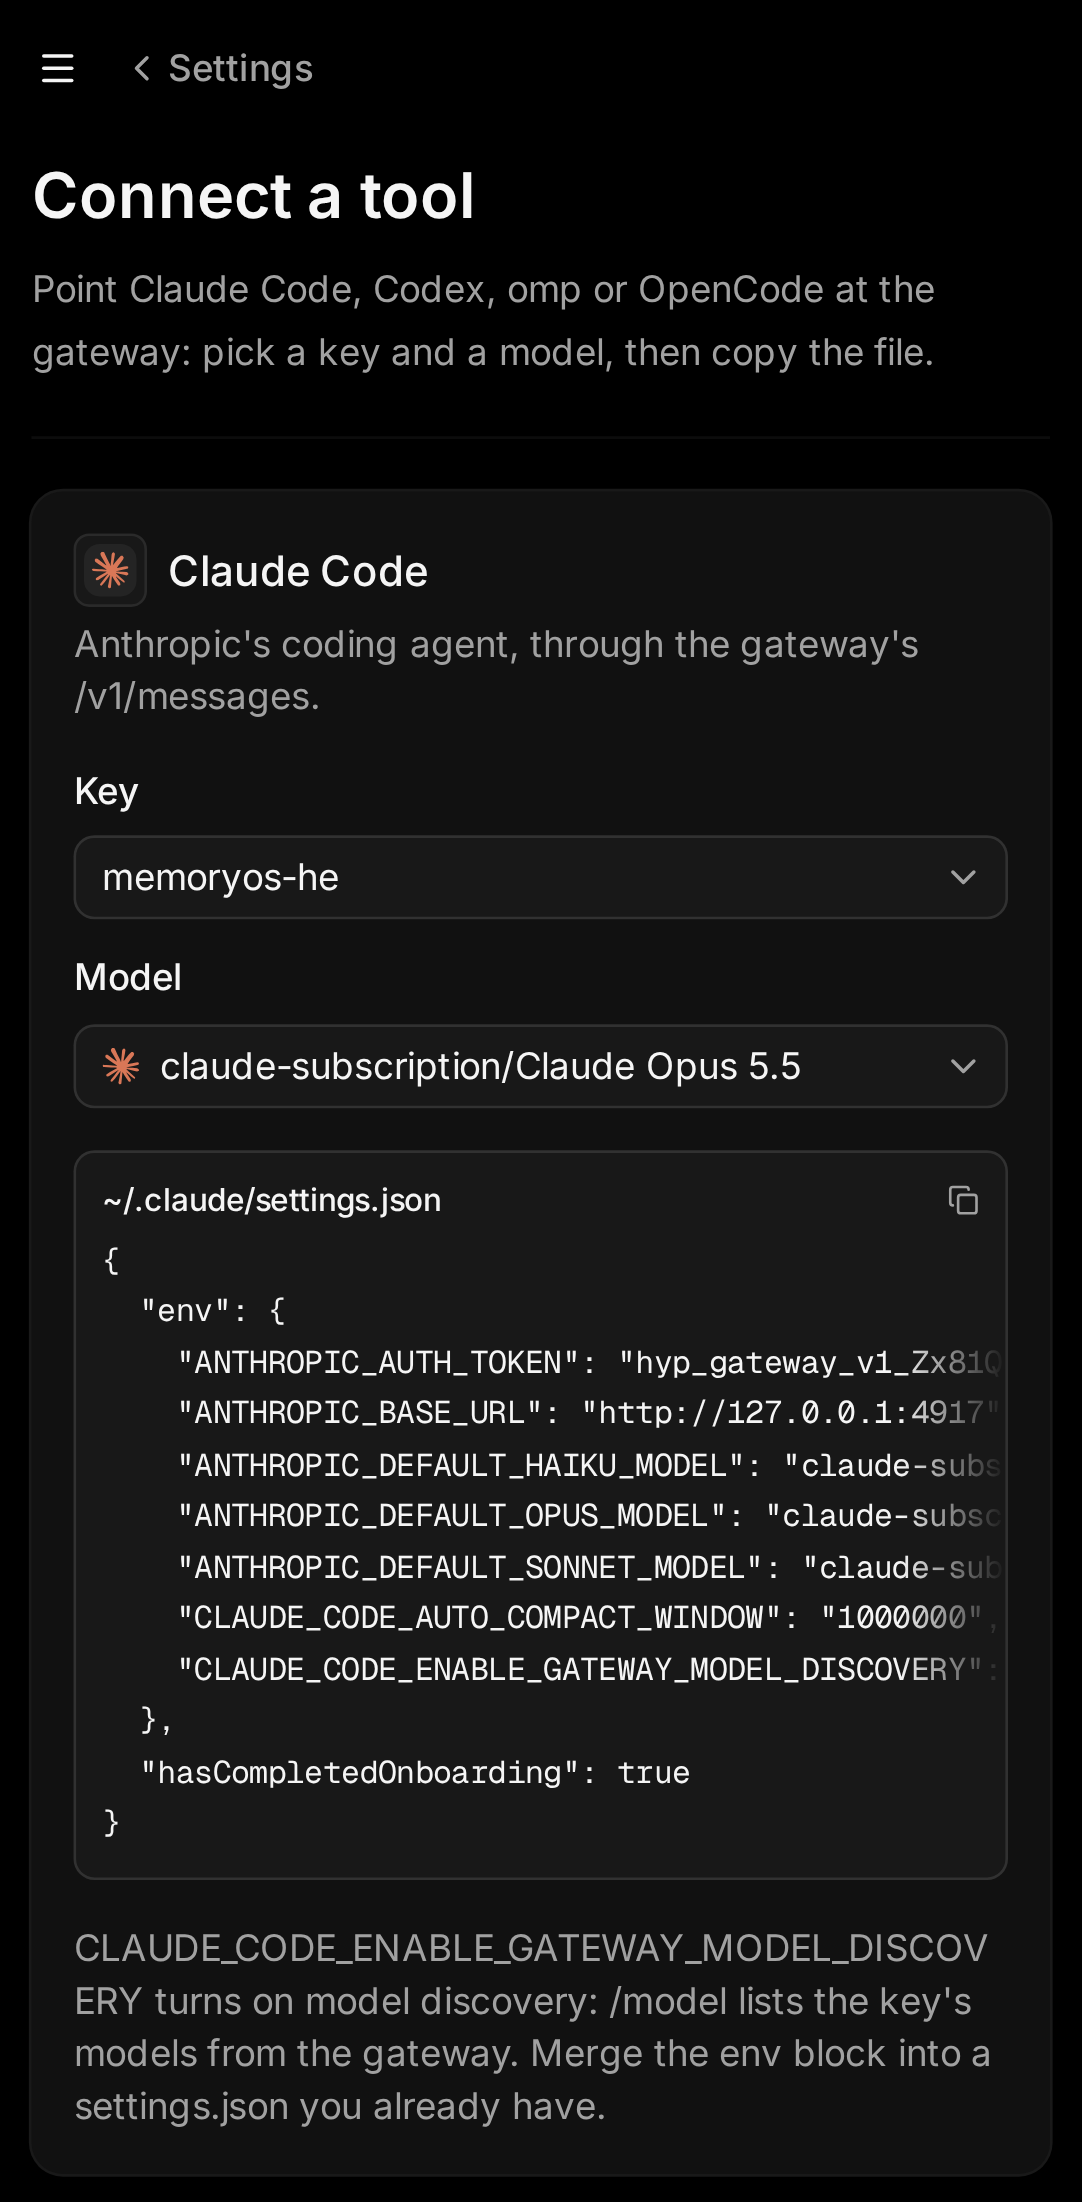 Settings
Connect a tool
Point Claude Code, Codex, omp or OpenCode at the
gateway: pick a key and a model, then copy the file.
Claude Code
Anthropic's coding agent, through the gateway's
/v1/messages.
Key
memoryos-he
Model
claude-subscription/Claude Opus 5.5
~/.claude/settings.json
{
  "env": {
    "ANTHROPIC_AUTH_TOKEN": "hyp_gateway_v1_Zx81Q
    "ANTHROPIC_BASE_URL": "http://127.0.0.1:4917"
    "ANTHROPIC_DEFAULT_HAIKU_MODEL": "claude-subs
    "ANTHROPIC_DEFAULT_OPUS_MODEL": "claude-subsc
    "ANTHROPIC_DEFAULT_SONNET_MODEL": "claude-sub
    "CLAUDE_CODE_AUTO_COMPACT_WINDOW": "1000000",
    "CLAUDE_CODE_ENABLE_GATEWAY_MODEL_DISCOVERY":
  },
  "hasCompletedOnboarding": true
}
CLAUDE_CODE_ENABLE_GATEWAY_MODEL_DISCOV
ERY turns on model discovery: /model lists the key's
models from the gateway. Merge the env block into a
settings.json you already have.